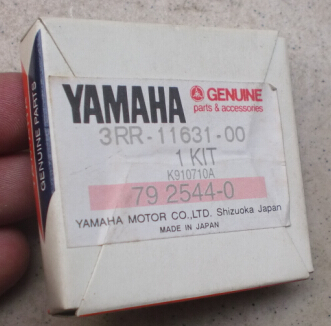 GENUINE PARTS
YAMAHA
GENUINE
parts & accessories
3RR-11631-00
1 KIT
K910710A
79 2544-0
YAMAHA MOTOR CO.,LTD. Shizuoka Japan
MADE IN JAPAN